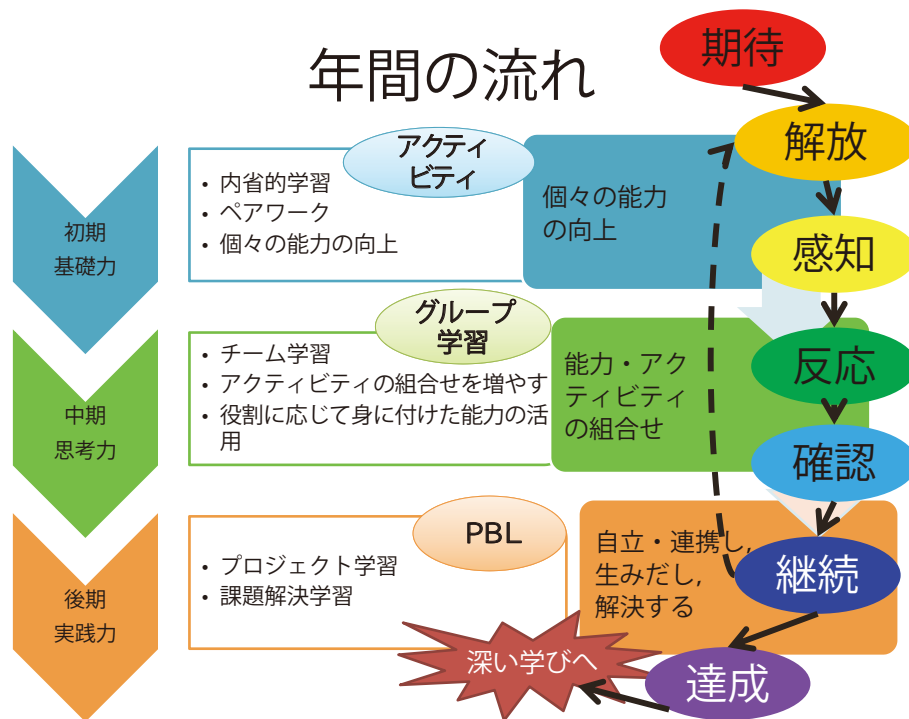 年間の流れ
期待
解放
感知
反応
確認
継続
達成
深い学びへ
初期
基礎力
アクティ
ビティ
• 内省的学習
• ペアワーク
• 個々の能力の向上
個々の能力
の向上
中期
思考力
グループ
学習
• チーム学習
• アクティビティの組合せを増やす
• 役割に応じて身に付けた能力の活
用
能力・アク
ティビティ
の組合せ
後期
実践力
PBL
• プロジェクト学習
• 課題解決学習
自立・連携し,
生みだし,
解決する